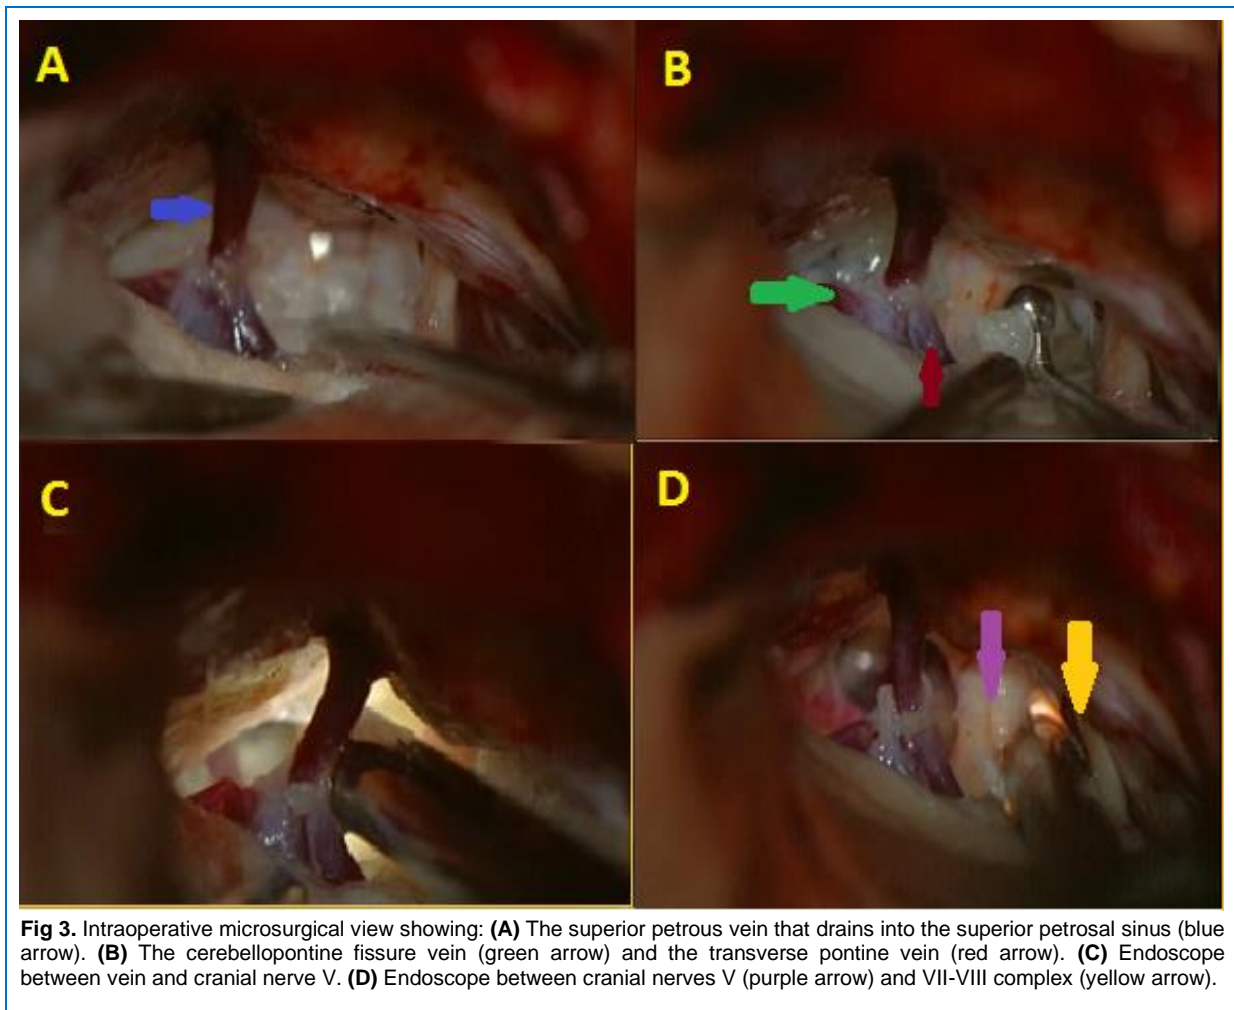 A
B
C
D
Fig 3. Intraoperative microsurgical view showing: (A) The superior petrous vein that drains into the superior petrosal sinus (blue
arrow). (B) The cerebellopontine fissure vein (green arrow) and the transverse pontine vein (red arrow). (C) Endoscope
between vein and cranial nerve V. (D) Endoscope between cranial nerves V (purple arrow) and VII-VIII complex (yellow arrow).